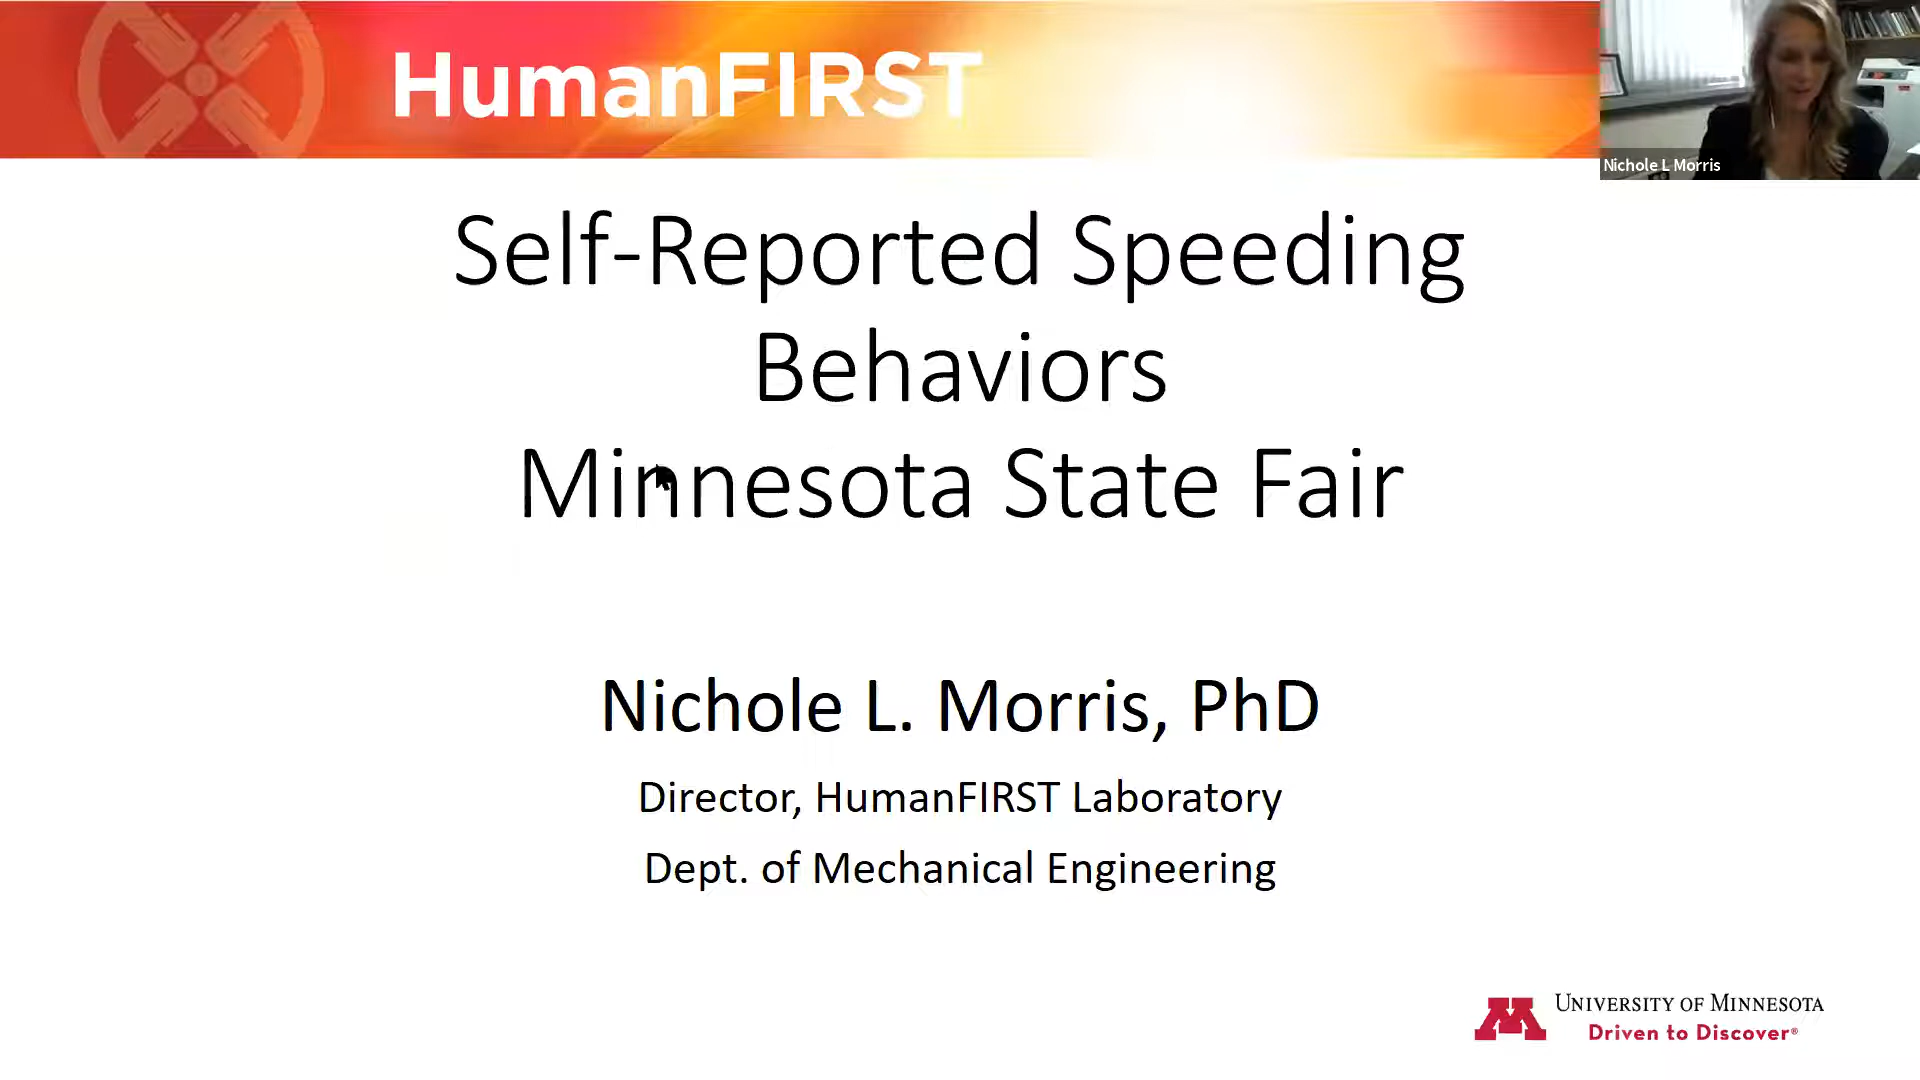 HumanFIRST
Nichole L Morris
Self-Reported Speeding
Behaviors
Minnesota State Fair
Nichole L. Morris, PhD
Director, HumanFIRST Laboratory
Dept. of Mechanical Engineering
M
UNIVERSITY OF MINNESOTA
Driven to Discover®